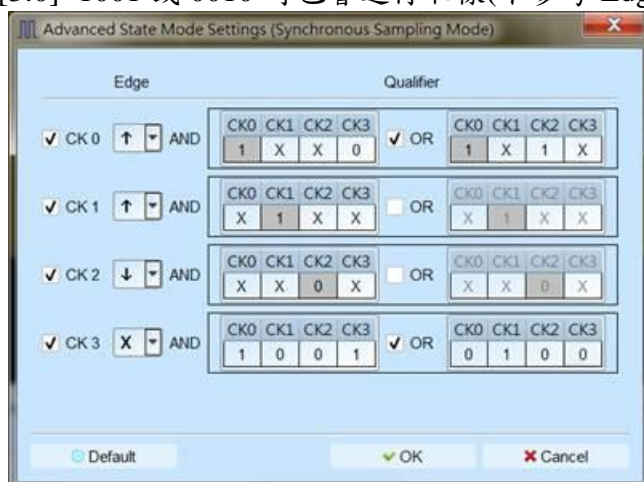 Advanced State Mode Settings (Synchronous Sampling Mode)
Edge Qualifier
CK0 CK1 CK2 CK3 CK0 CK1 CK2 CK3
CK 0 ↑ AND 1 X X 0 OR 1 X 1 X
CK0 CK1 CK2 CK3 CK0 CK1 CK2 CK3
CK 1 ↑ AND X 1 X X OR X 1 X X
CK0 CK1 CK2 CK3 CK0 CK1 CK2 CK3
CK 2 ↓ AND X X 0 X OR X X 0 X
CK0 CK1 CK2 CK3 CK0 CK1 CK2 CK3
CK 3 X AND 1 0 0 1 OR 0 1 0 0
Default OK Cancel